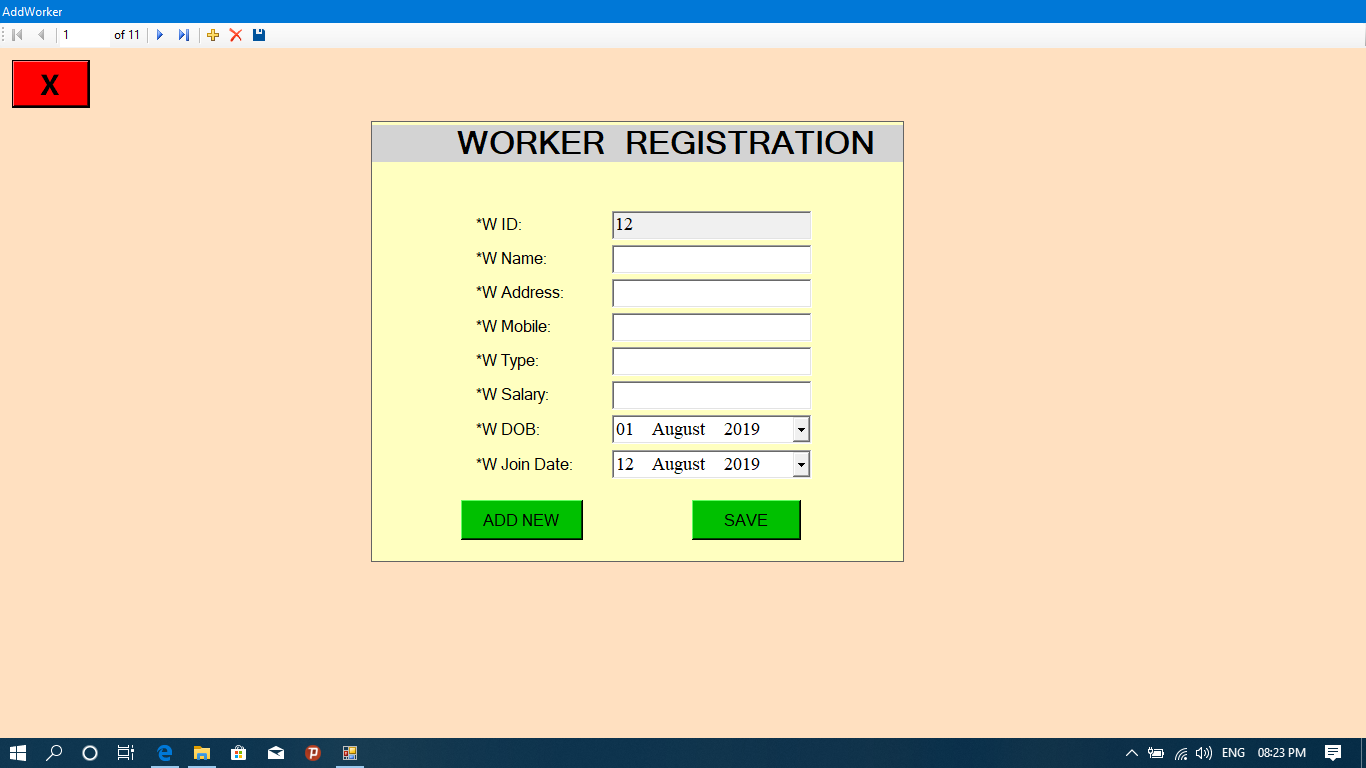 AddWorker
1 of 11
X
WORKER REGISTRATION
*W ID: 12
*W Name:
*W Address:
*W Mobile:
*W Type:
*W Salary:
*W DOB: 01 August 2019
*W Join Date: 12 August 2019
ADD NEW SAVE
ENG 08:23 PM